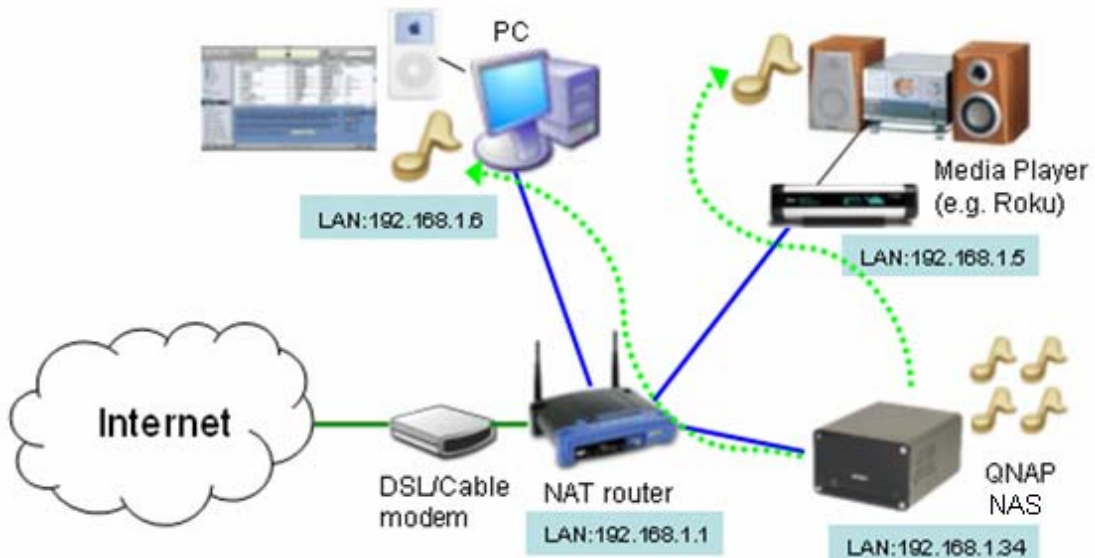 PC
LAN:192.168.1.6
Media Player
(e.g. Roku)
LAN:192.168.1.5
Internet
DSL/Cable
modem
NAT router
LAN:192.168.1.1
QNAP
NAS
LAN:192.168.1.34